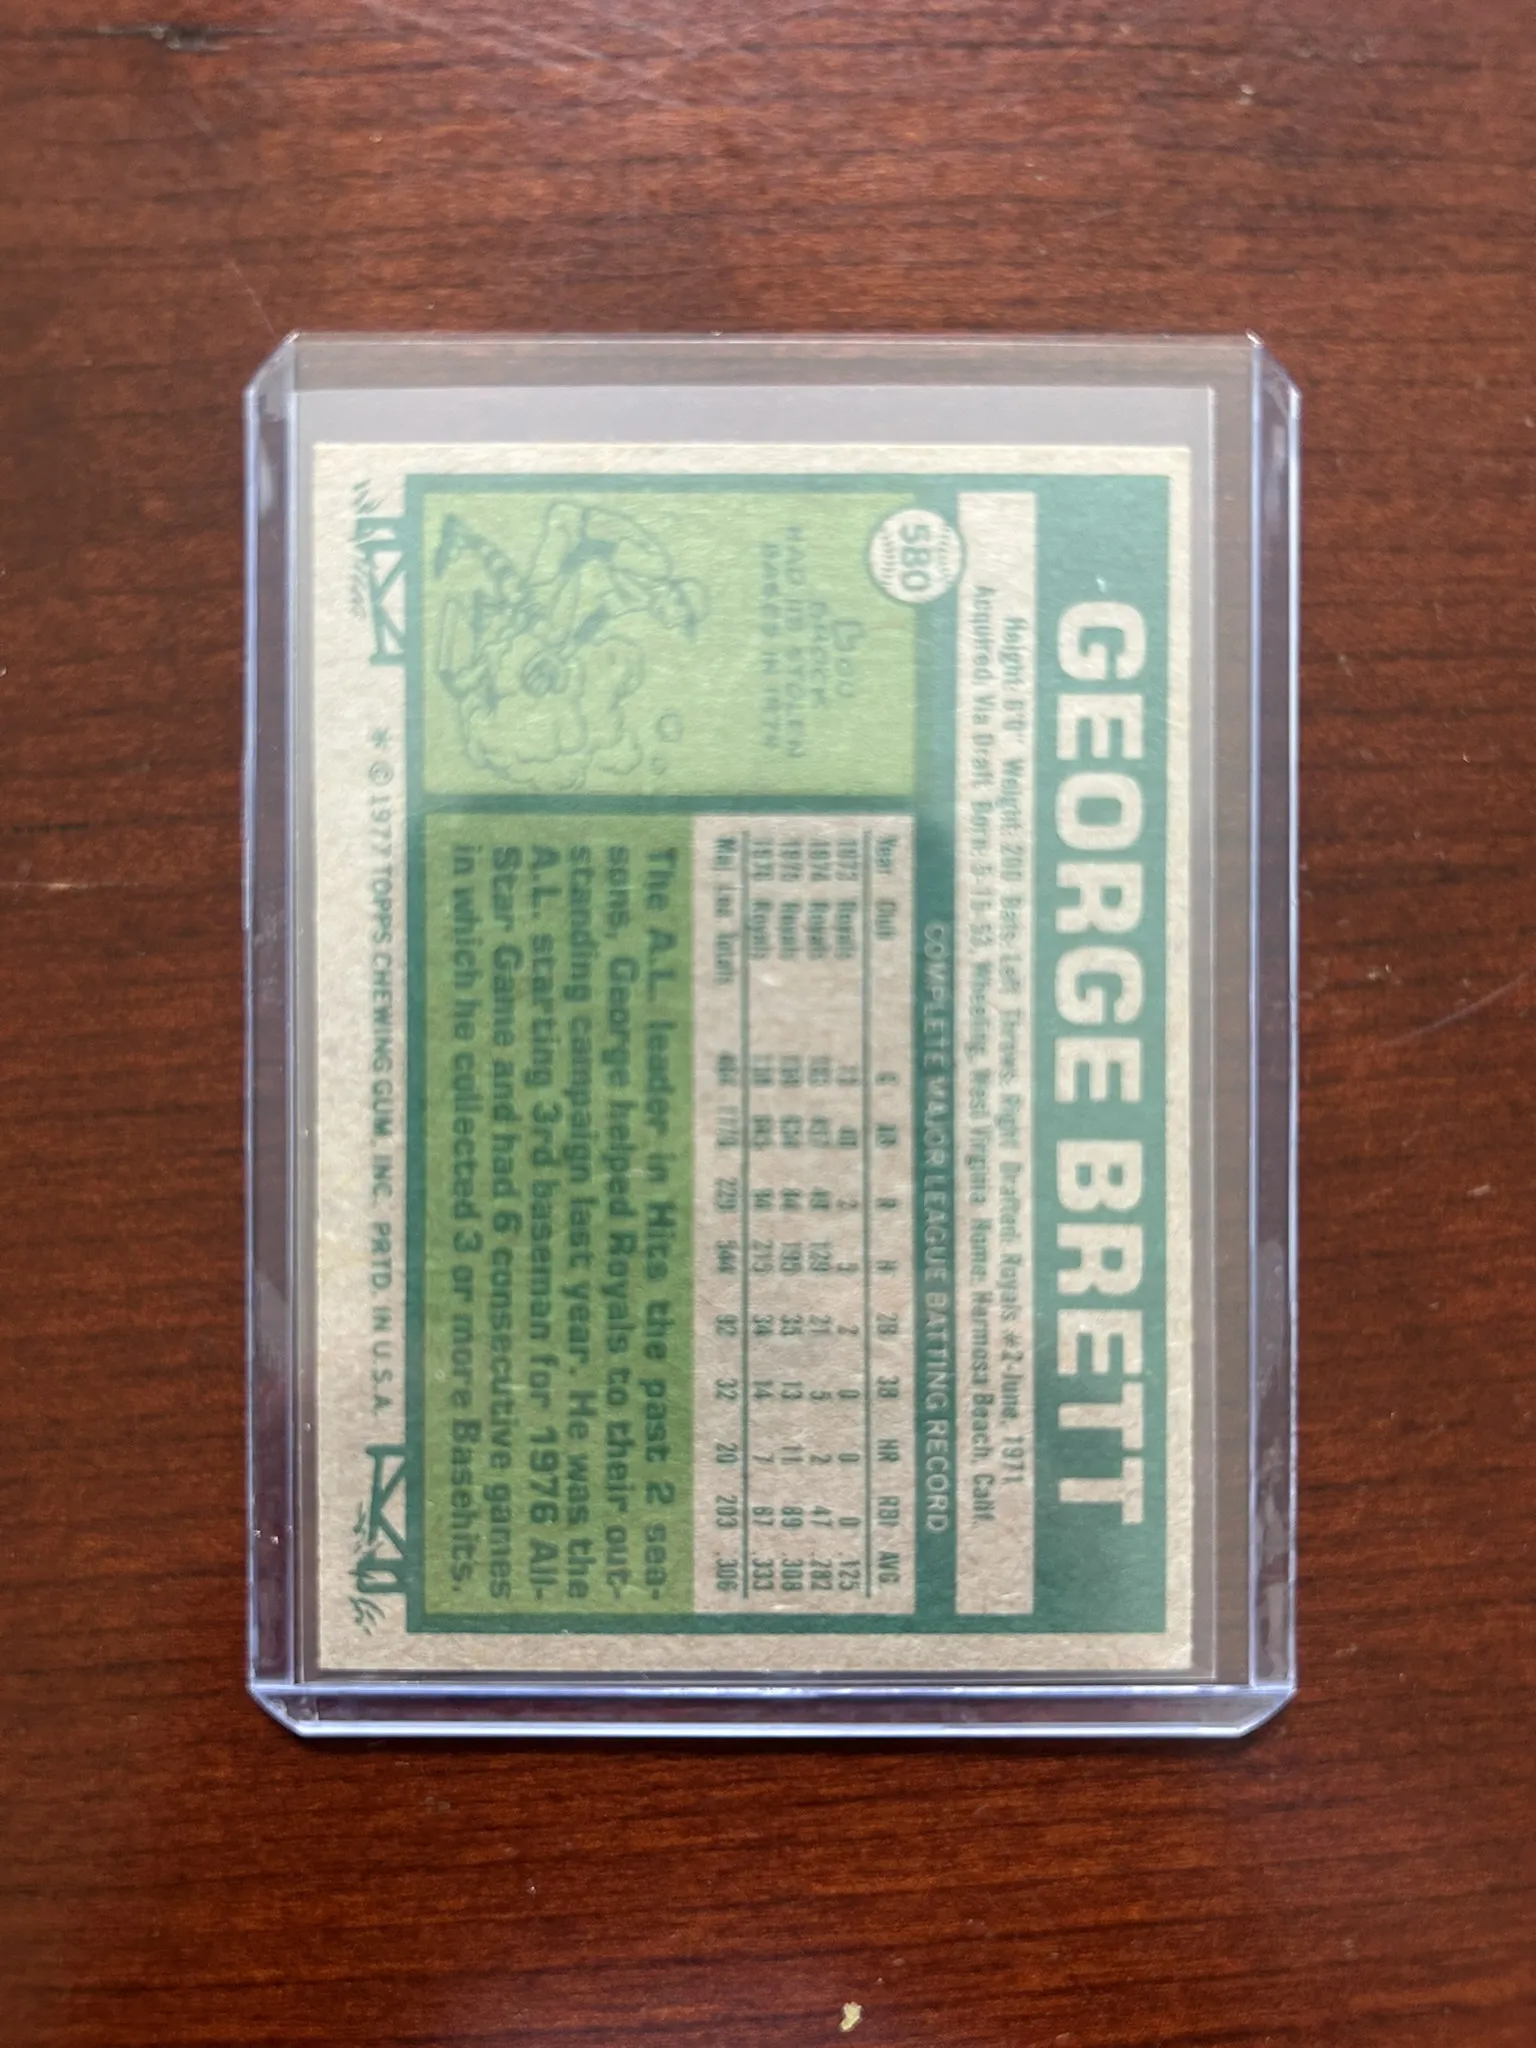 580
GEORGE BRETT
Height: 6'0" Weight: 200 Bats: Left Throws: Right Drafted: Royals #2-June, 1971
Acquired: Via Draft Born: 5-15-53, Wheeling, West Virginia Home: Hermosa Beach, Calif.
COMPLETE MAJOR LEAGUE BATTING RECORD
Year Club G AB R H 2B 3B HR RBI AVG.
1973 Royals 13 40 2 5 2 0 0 0 .125
1974 Royals 133 457 49 129 21 5 2 47 .282
1975 Royals 159 634 84 195 35 13 11 89 .308
1976 Royals 159 645 94 215 34 14 7 67 .333
Maj. Lea. Totals 464 1776 229 544 92 32 20 203 .306
LOU
BROCK
HAD 118 STOLEN
BASES IN 1974
The A.L. leader in Hits the past 2 sea-
sons, George helped Royals to their out-
standing campaign last year. He was the
A.L. starting 3rd baseman for 1976 All-
Star Game and had 6 consecutive games
in which he collected 3 or more Basehits.
* © 1977 TOPPS CHEWING GUM, INC. PRTD. IN U.S.A.